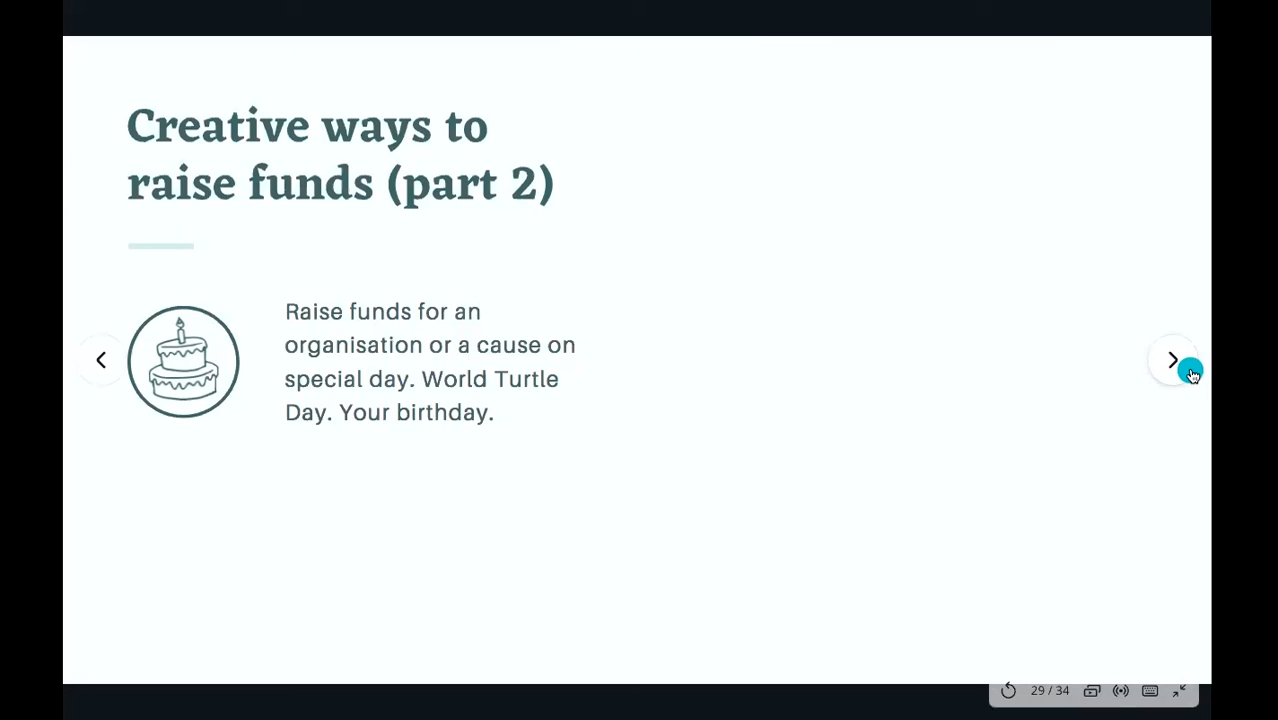 Creative ways to
raise funds (part 2)
Raise funds for an
organisation or a cause on
special day. World Turtle
Day. Your birthday.
29 / 34